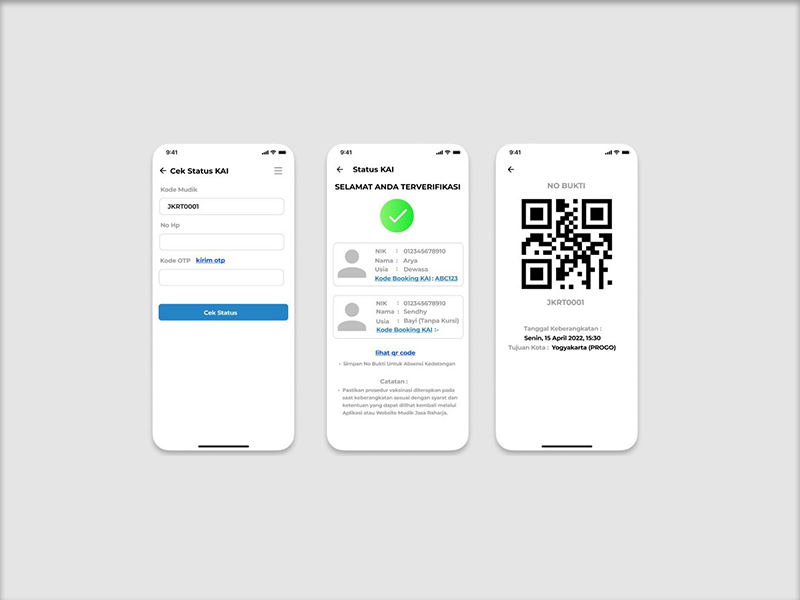 9:41
Cek Status KAI
Kode Mudik
JKRT0001
No Hp
Kode OTP kirim otp
Cek Status
9:41
Status KAI
SELAMAT ANDA TERVERIFIKASI
NIK : 012345678910
Nama : Arya
Usia : Dewasa
Kode Booking KAI : ABC123
NIK : 012345678910
Nama : Sendhy
Usia : Bayi (Tanpa Kursi)
Kode Booking KAI :-
lihat qr code
• Simpan No Bukti Untuk Absensi Kedatangan
Catatan :
• Pastikan prosedur vaksinasi diterapkan pada
saat keberangkatan sesuai dengan syarat dan
ketentuan yang dapat dilihat kembali melalui
Aplikasi atau Website Mudik Jasa Raharja.
9:41
NO BUKTI
JKRT0001
Tanggal Keberangkatan :
Senin, 15 April 2022, 15:30
Tujuan Kota : Yogyakarta (PROGO)